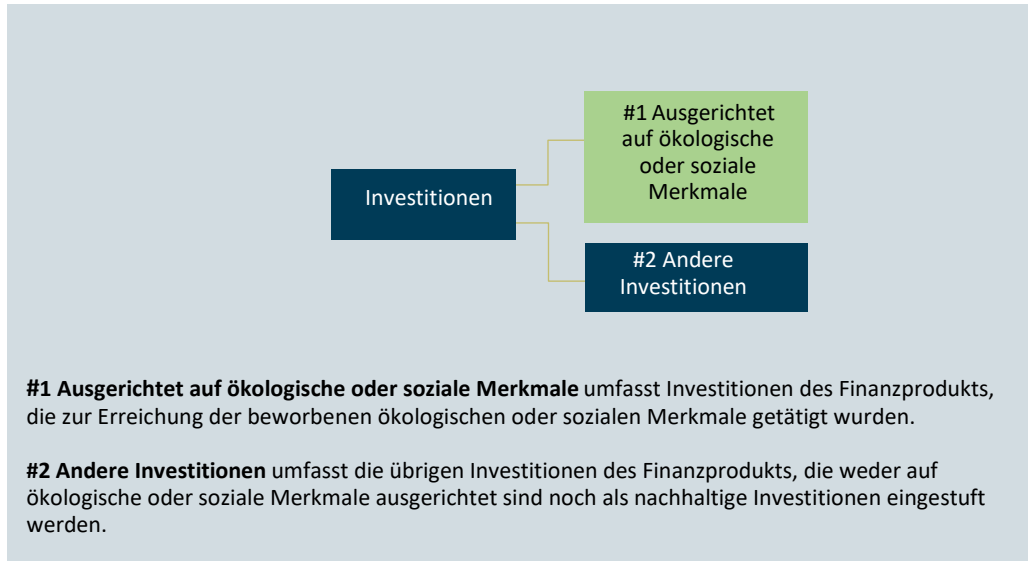 #1 Ausgerichtet
auf ökologische
oder soziale
Merkmale
Investitionen
#2 Andere
Investitionen
#1 Ausgerichtet auf ökologische oder soziale Merkmale umfasst Investitionen des Finanzprodukts,
die zur Erreichung der beworbenen ökologischen oder sozialen Merkmale getätigt wurden.
#2 Andere Investitionen umfasst die übrigen Investitionen des Finanzprodukts, die weder auf
ökologische oder soziale Merkmale ausgerichtet sind noch als nachhaltige Investitionen eingestuft
werden.